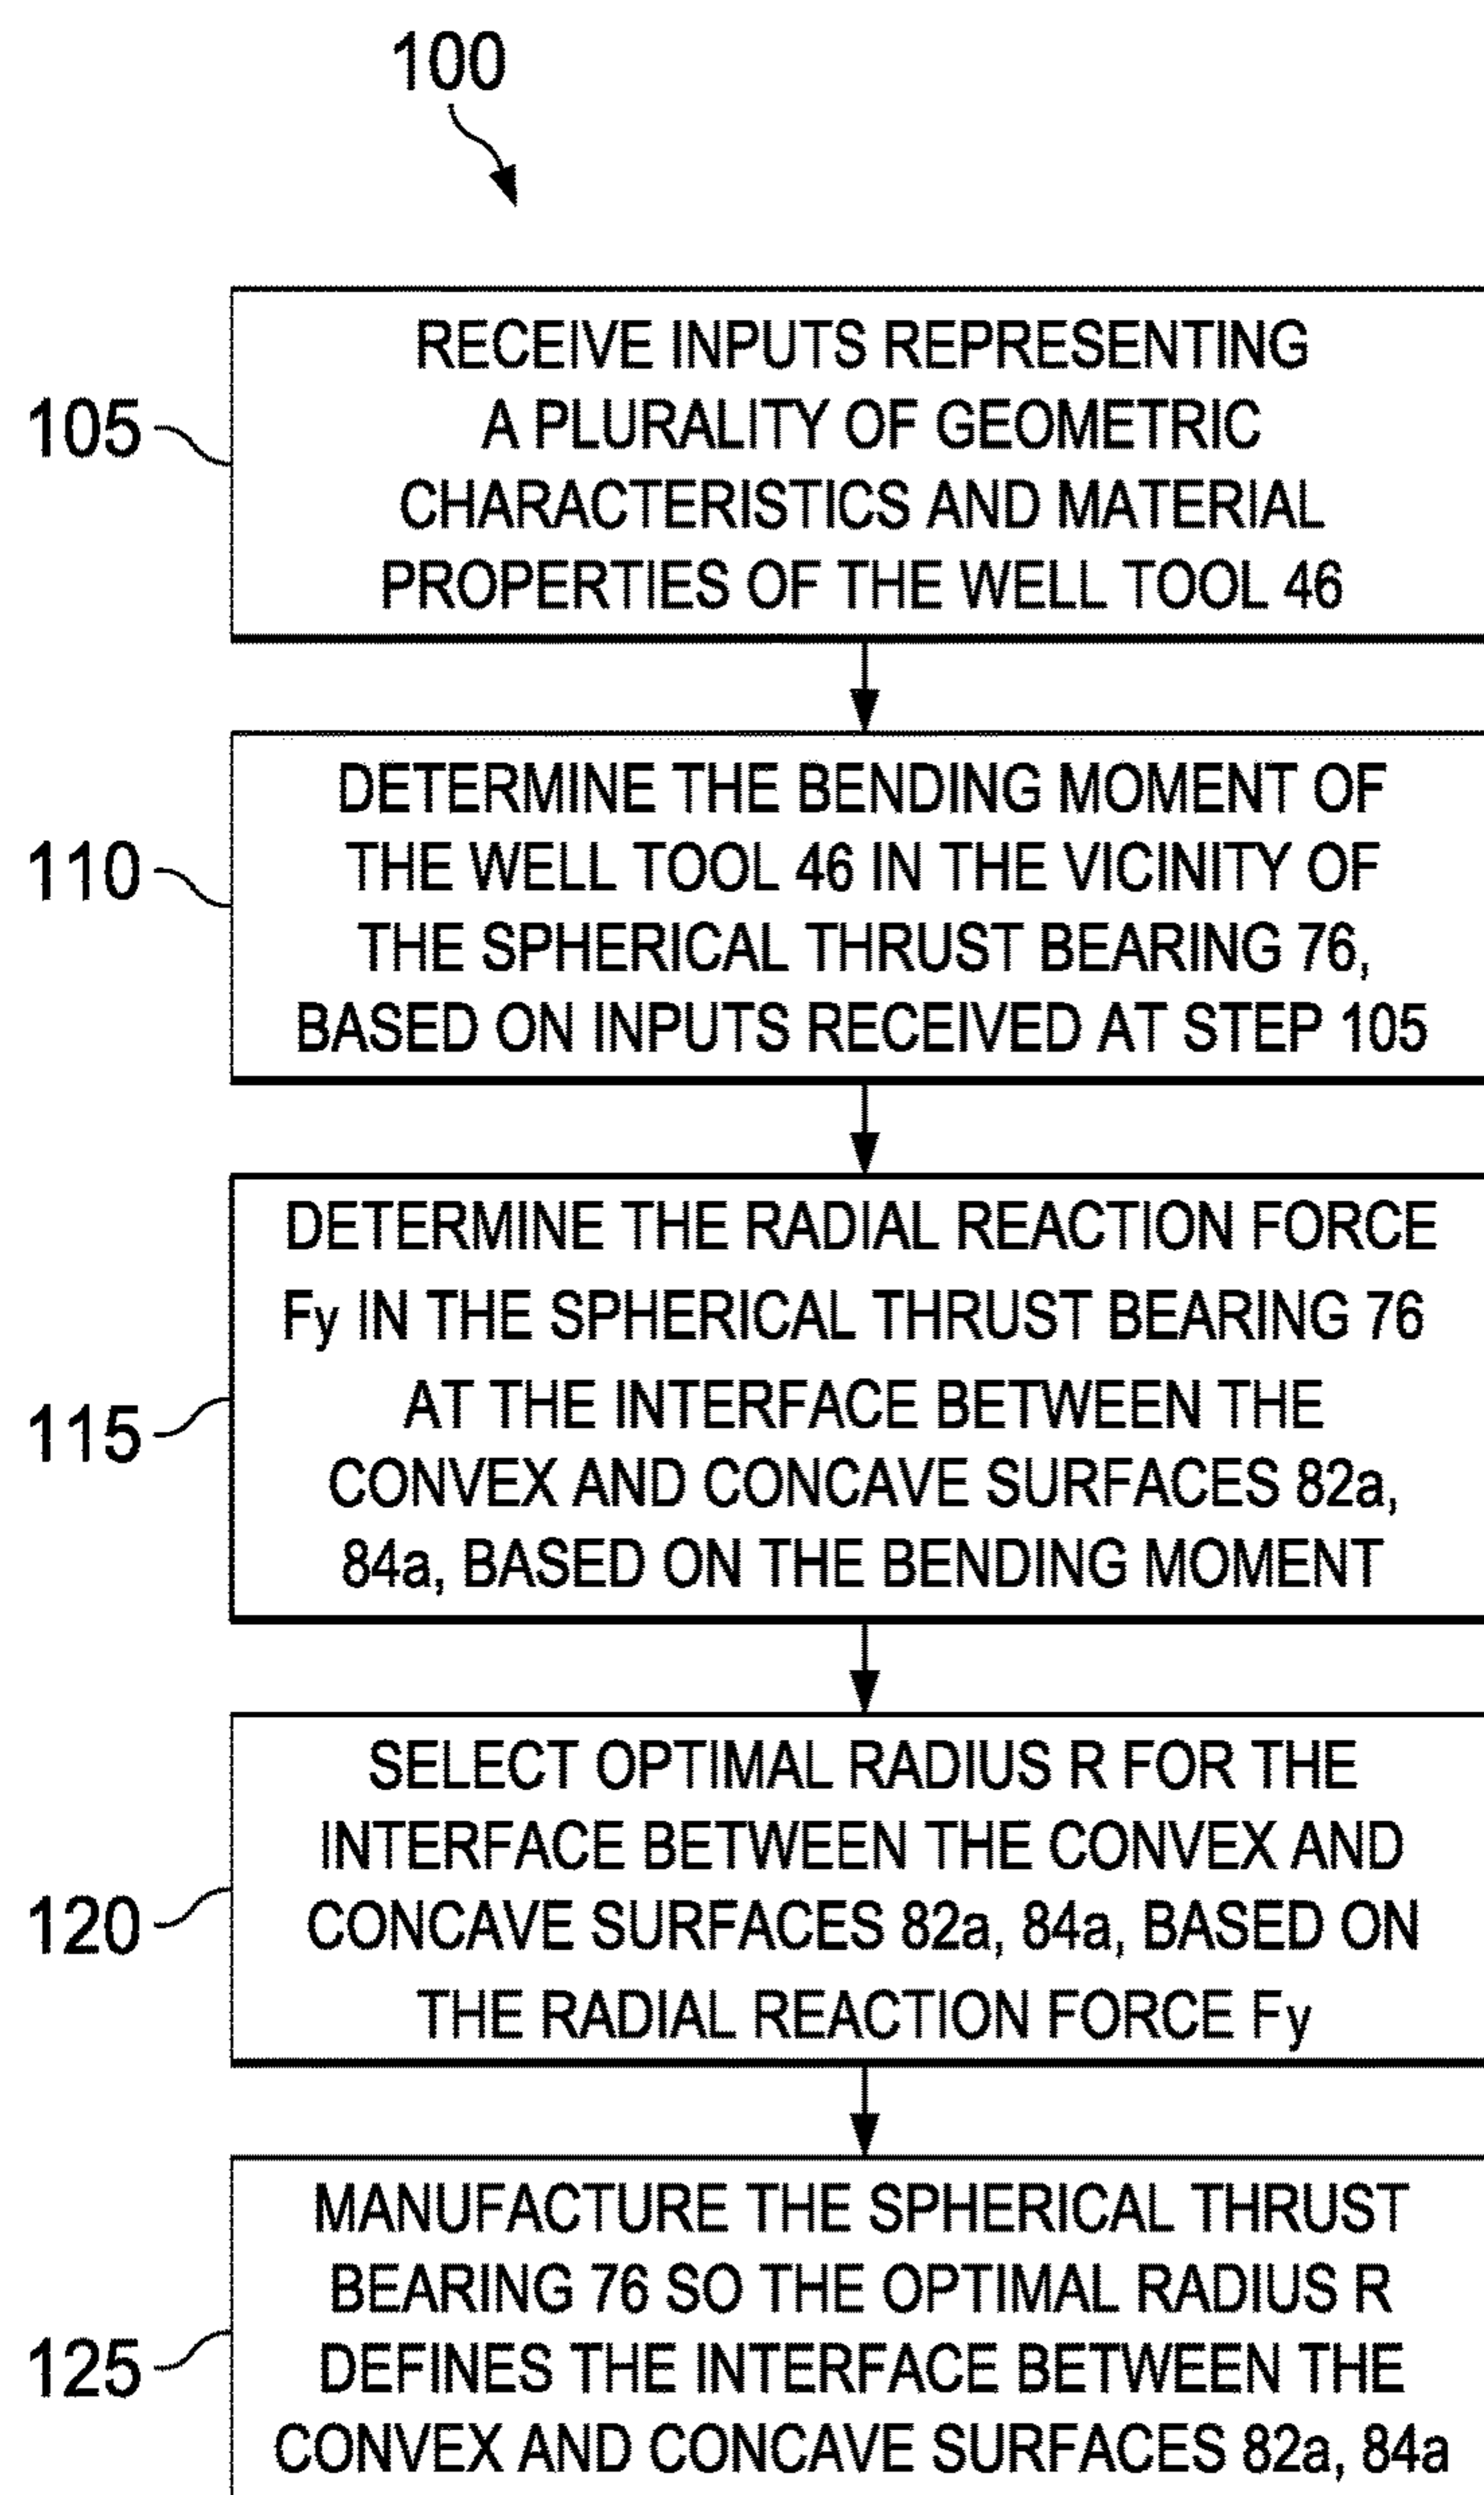 100
105
RECEIVE INPUTS REPRESENTING
A PLURALITY OF GEOMETRIC
CHARACTERISTICS AND MATERIAL
PROPERTIES OF THE WELL TOOL 46
110
DETERMINE THE BENDING MOMENT OF
THE WELL TOOL 46 IN THE VICINITY OF
THE SPHERICAL THRUST BEARING 76,
BASED ON INPUTS RECEIVED AT STEP 105
115
DETERMINE THE RADIAL REACTION FORCE
Fy IN THE SPHERICAL THRUST BEARING 76
AT THE INTERFACE BETWEEN THE
CONVEX AND CONCAVE SURFACES 82a,
84a, BASED ON THE BENDING MOMENT
120
SELECT OPTIMAL RADIUS R FOR THE
INTERFACE BETWEEN THE CONVEX AND
CONCAVE SURFACES 82a, 84a, BASED ON
THE RADIAL REACTION FORCE Fy
125
MANUFACTURE THE SPHERICAL THRUST
BEARING 76 SO THE OPTIMAL RADIUS R
DEFINES THE INTERFACE BETWEEN THE
CONVEX AND CONCAVE SURFACES 82a, 84a